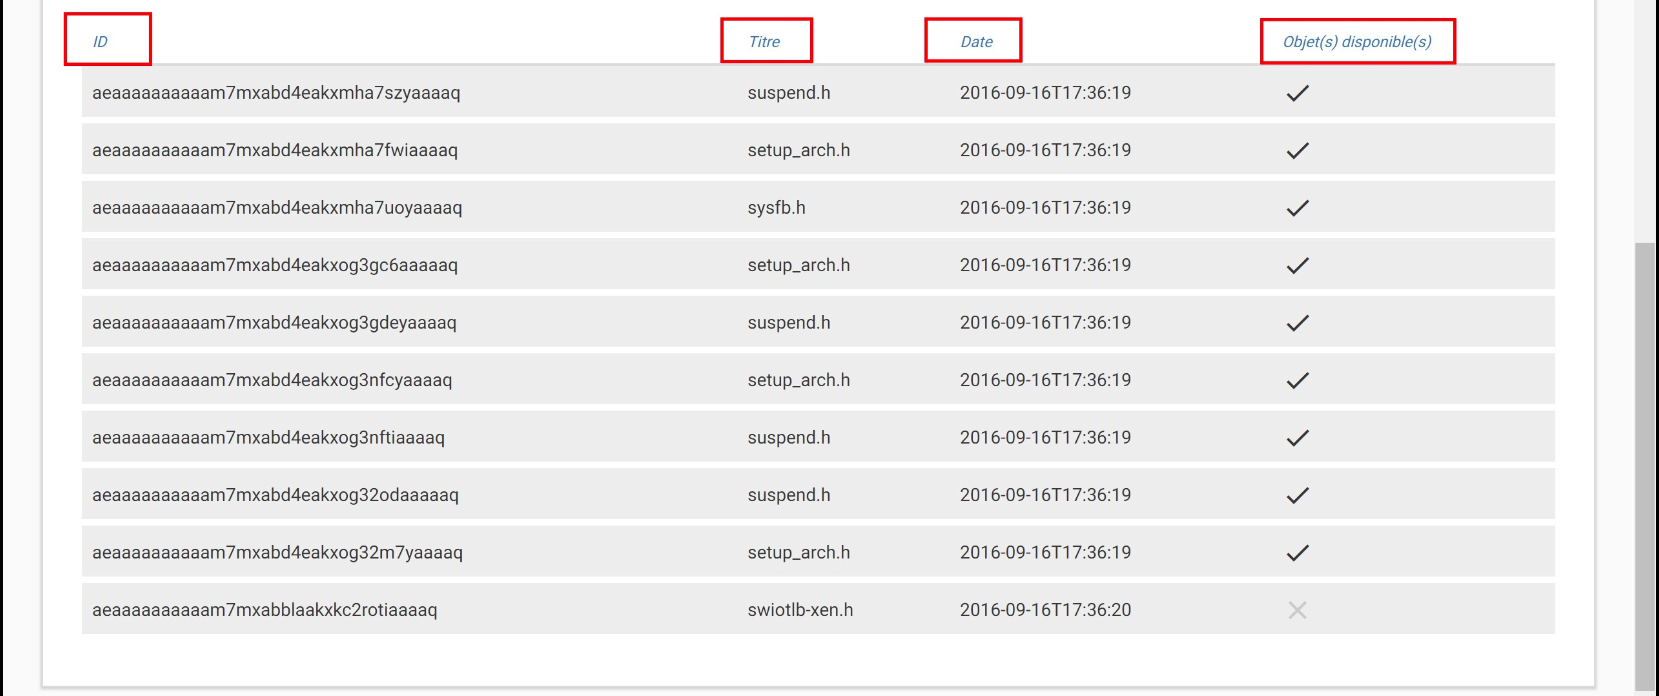 ID Titre Date Objet(s) disponible(s)
aeaaaaaaaaaam7mxabd4eakxmha7szyaaaaq suspend.h 2016-09-16T17:36:19
aeaaaaaaaaaam7mxabd4eakxmha7fwiaaaaq setup_arch.h 2016-09-16T17:36:19
aeaaaaaaaaaam7mxabd4eakxmha7uoyaaaaq sysfb.h 2016-09-16T17:36:19
aeaaaaaaaaaam7mxabd4eakxog3gc6aaaaaq setup_arch.h 2016-09-16T17:36:19
aeaaaaaaaaaam7mxabd4eakxog3gdeyaaaaq suspend.h 2016-09-16T17:36:19
aeaaaaaaaaaam7mxabd4eakxog3nfcyaaaaq setup_arch.h 2016-09-16T17:36:19
aeaaaaaaaaaam7mxabd4eakxog3nftiaaaaq suspend.h 2016-09-16T17:36:19
aeaaaaaaaaaam7mxabd4eakxog32odaaaaaq suspend.h 2016-09-16T17:36:19
aeaaaaaaaaaam7mxabd4eakxog32m7yaaaaq setup_arch.h 2016-09-16T17:36:19
aeaaaaaaaaaam7mxabblaakxkc2rotiaaaaq swiotlb-xen.h 2016-09-16T17:36:20